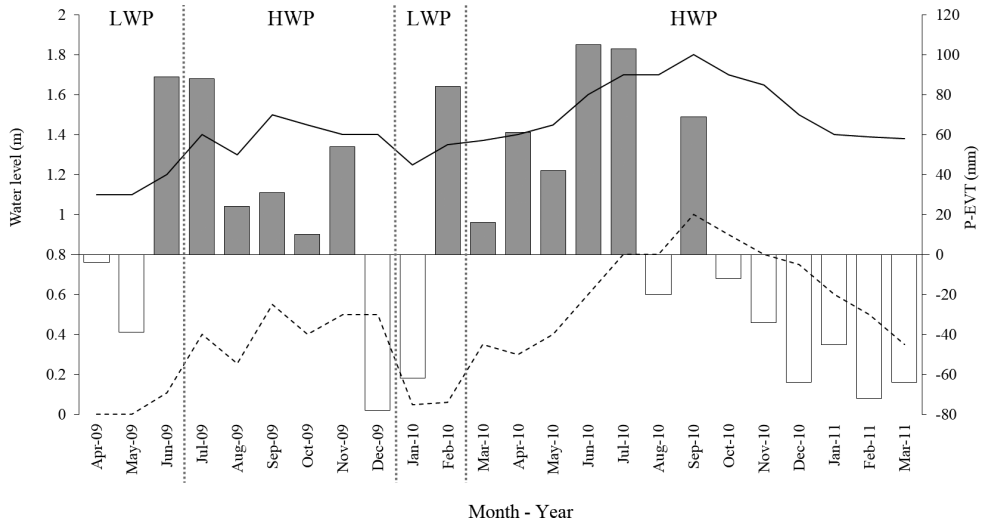 LWP HWP LWP HWP
Water level (m)
2
1.8
1.6
1.4
1.2
1
0.8
0.6
0.4
0.2
0
120
100
80
60
40
20
0
-20
-40
-60
-80
P-EVT (mm)
Apr-09
May-09
Jun-09
Jul-09
Aug-09
Sep-09
Oct-09
Nov-09
Dec-09
Jan-10
Feb-10
Mar-10
Apr-10
May-10
Jun-10
Jul-10
Aug-10
Sep-10
Oct-10
Nov-10
Dec-10
Jan-11
Feb-11
Mar-11
Month - Year